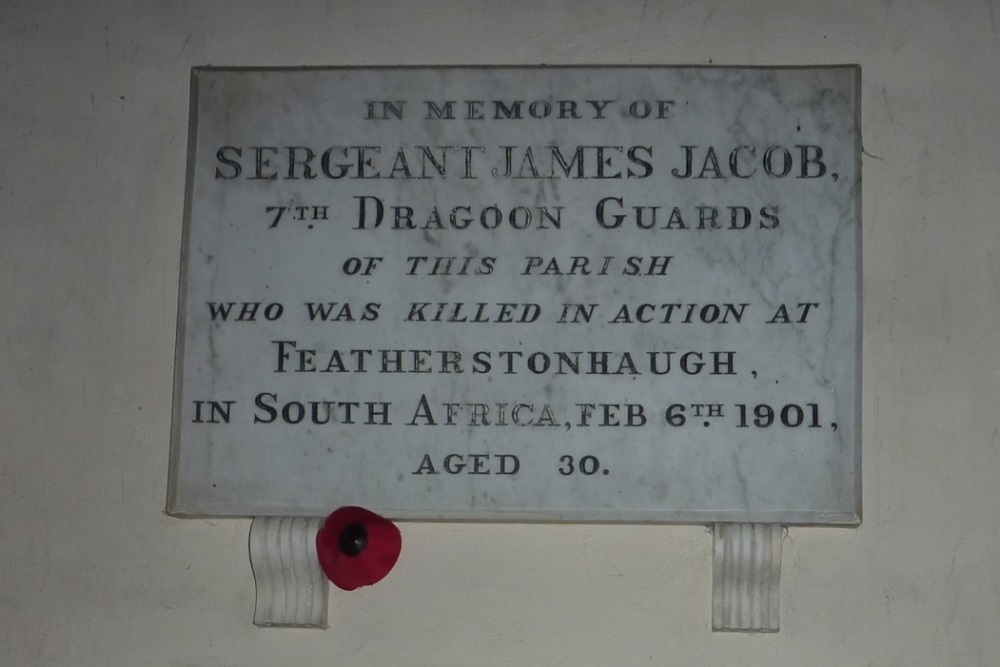 IN MEMORY OF
SERGEANT JAMES JACOB,
7TH DRAGOON GUARDS
OF THIS PARISH
WHO WAS KILLED IN ACTION AT
FEATHERSTONHAUGH,
IN SOUTH AFRICA, FEB 6TH 1901,
AGED 30.